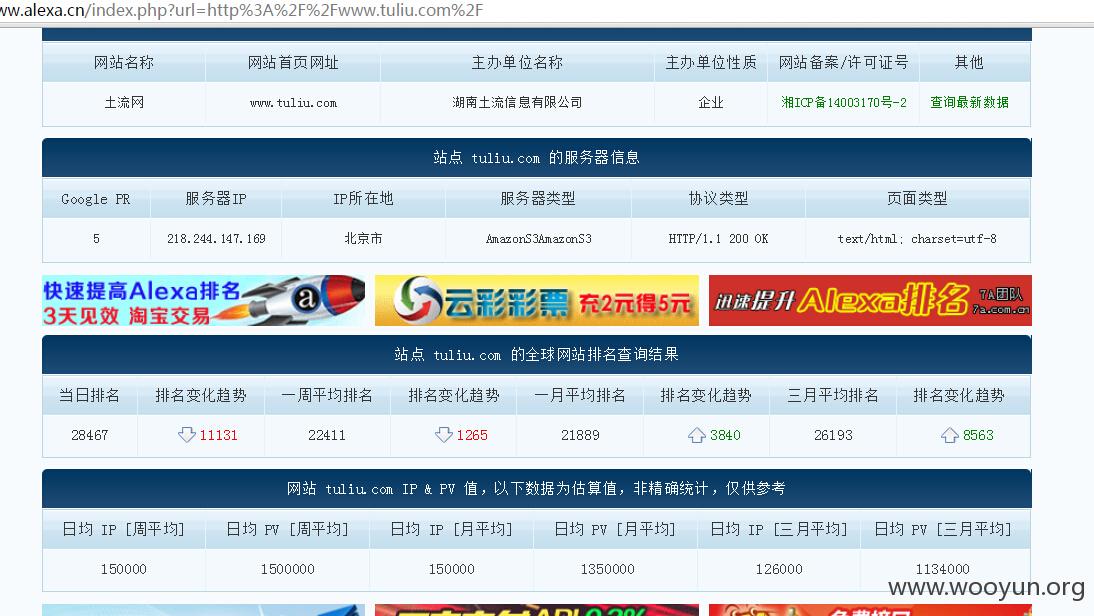 ww.alexa.cn/index.php?url=http%3A%2F%2Fwww.tuliu.com%2F
网站名称 网站首页网址 主办单位名称 主办单位性质 网站备案/许可证号 其他
土流网 www.tuliu.com 湖南土流信息有限公司 企业 湘ICP备14003170号-2 查询最新数据
站点 tuliu.com 的服务器信息
Google PR 服务器IP IP所在地 服务器类型 协议类型 页面类型
5 218.244.147.169 北京市 AmazonS3AmazonS3 HTTP/1.1 200 OK text/html; charset=utf-8
快速提高Alexa排名
3天见效 淘宝交易
a
云彩彩票 充2元得5元
迅速提升Alexa排名 7A团队
7a.com.cn
站点 tuliu.com 的全球网站排名查询结果
当日排名 排名变化趋势 一周平均排名 排名变化趋势 一月平均排名 排名变化趋势 三月平均排名 排名变化趋势
28467 11131 22411 1265 21889 3840 26193 8563
网站 tuliu.com IP & PV 值，以下数据为估算值，非精确统计，仅供参考
日均 IP [周平均] 日均 PV [周平均] 日均 IP [月平均] 日均 PV [月平均] 日均 IP [三月平均] 日均 PV [三月平均]
150000 1500000 150000 1350000 126000 1134000
www.wooyun.org